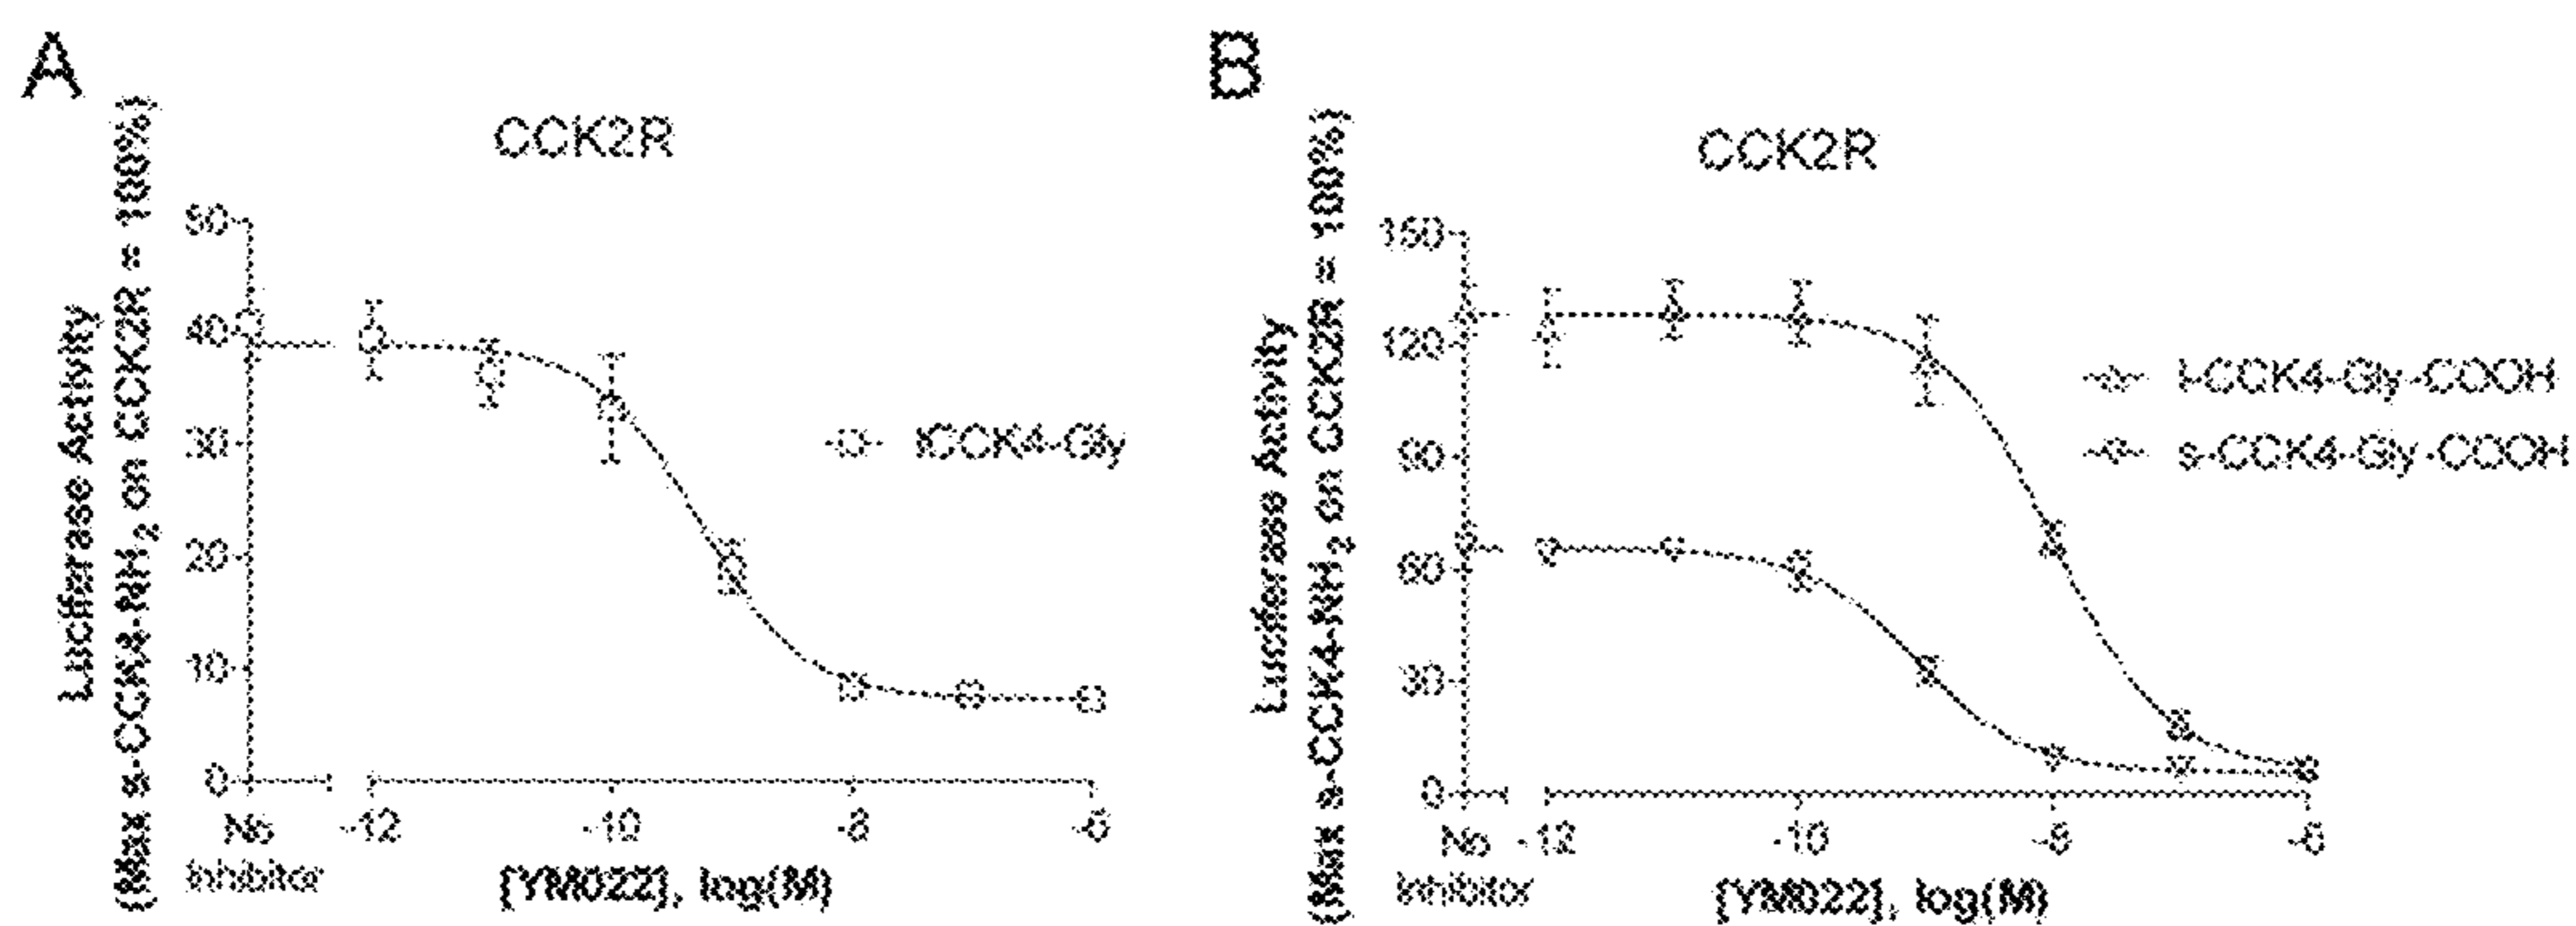 A
CCK2R
Luciferase Activity
(Max s-CCK4-NH2 on CCK2R = 100%)
50
40
30
20
10
0
No
Inhibitor
-12
-10
-8
-6
[YM022], log(M)
tCCK4-Gly
B
CCK2R
Luciferase Activity
(Max s-CCK4-NH2 on CCK2R = 100%)
150
120
90
60
30
0
No
Inhibitor
-12
-10
-8
-6
[YM022], log(M)
t-CCK4-Gly-COOH
s-CCK4-Gly-COOH